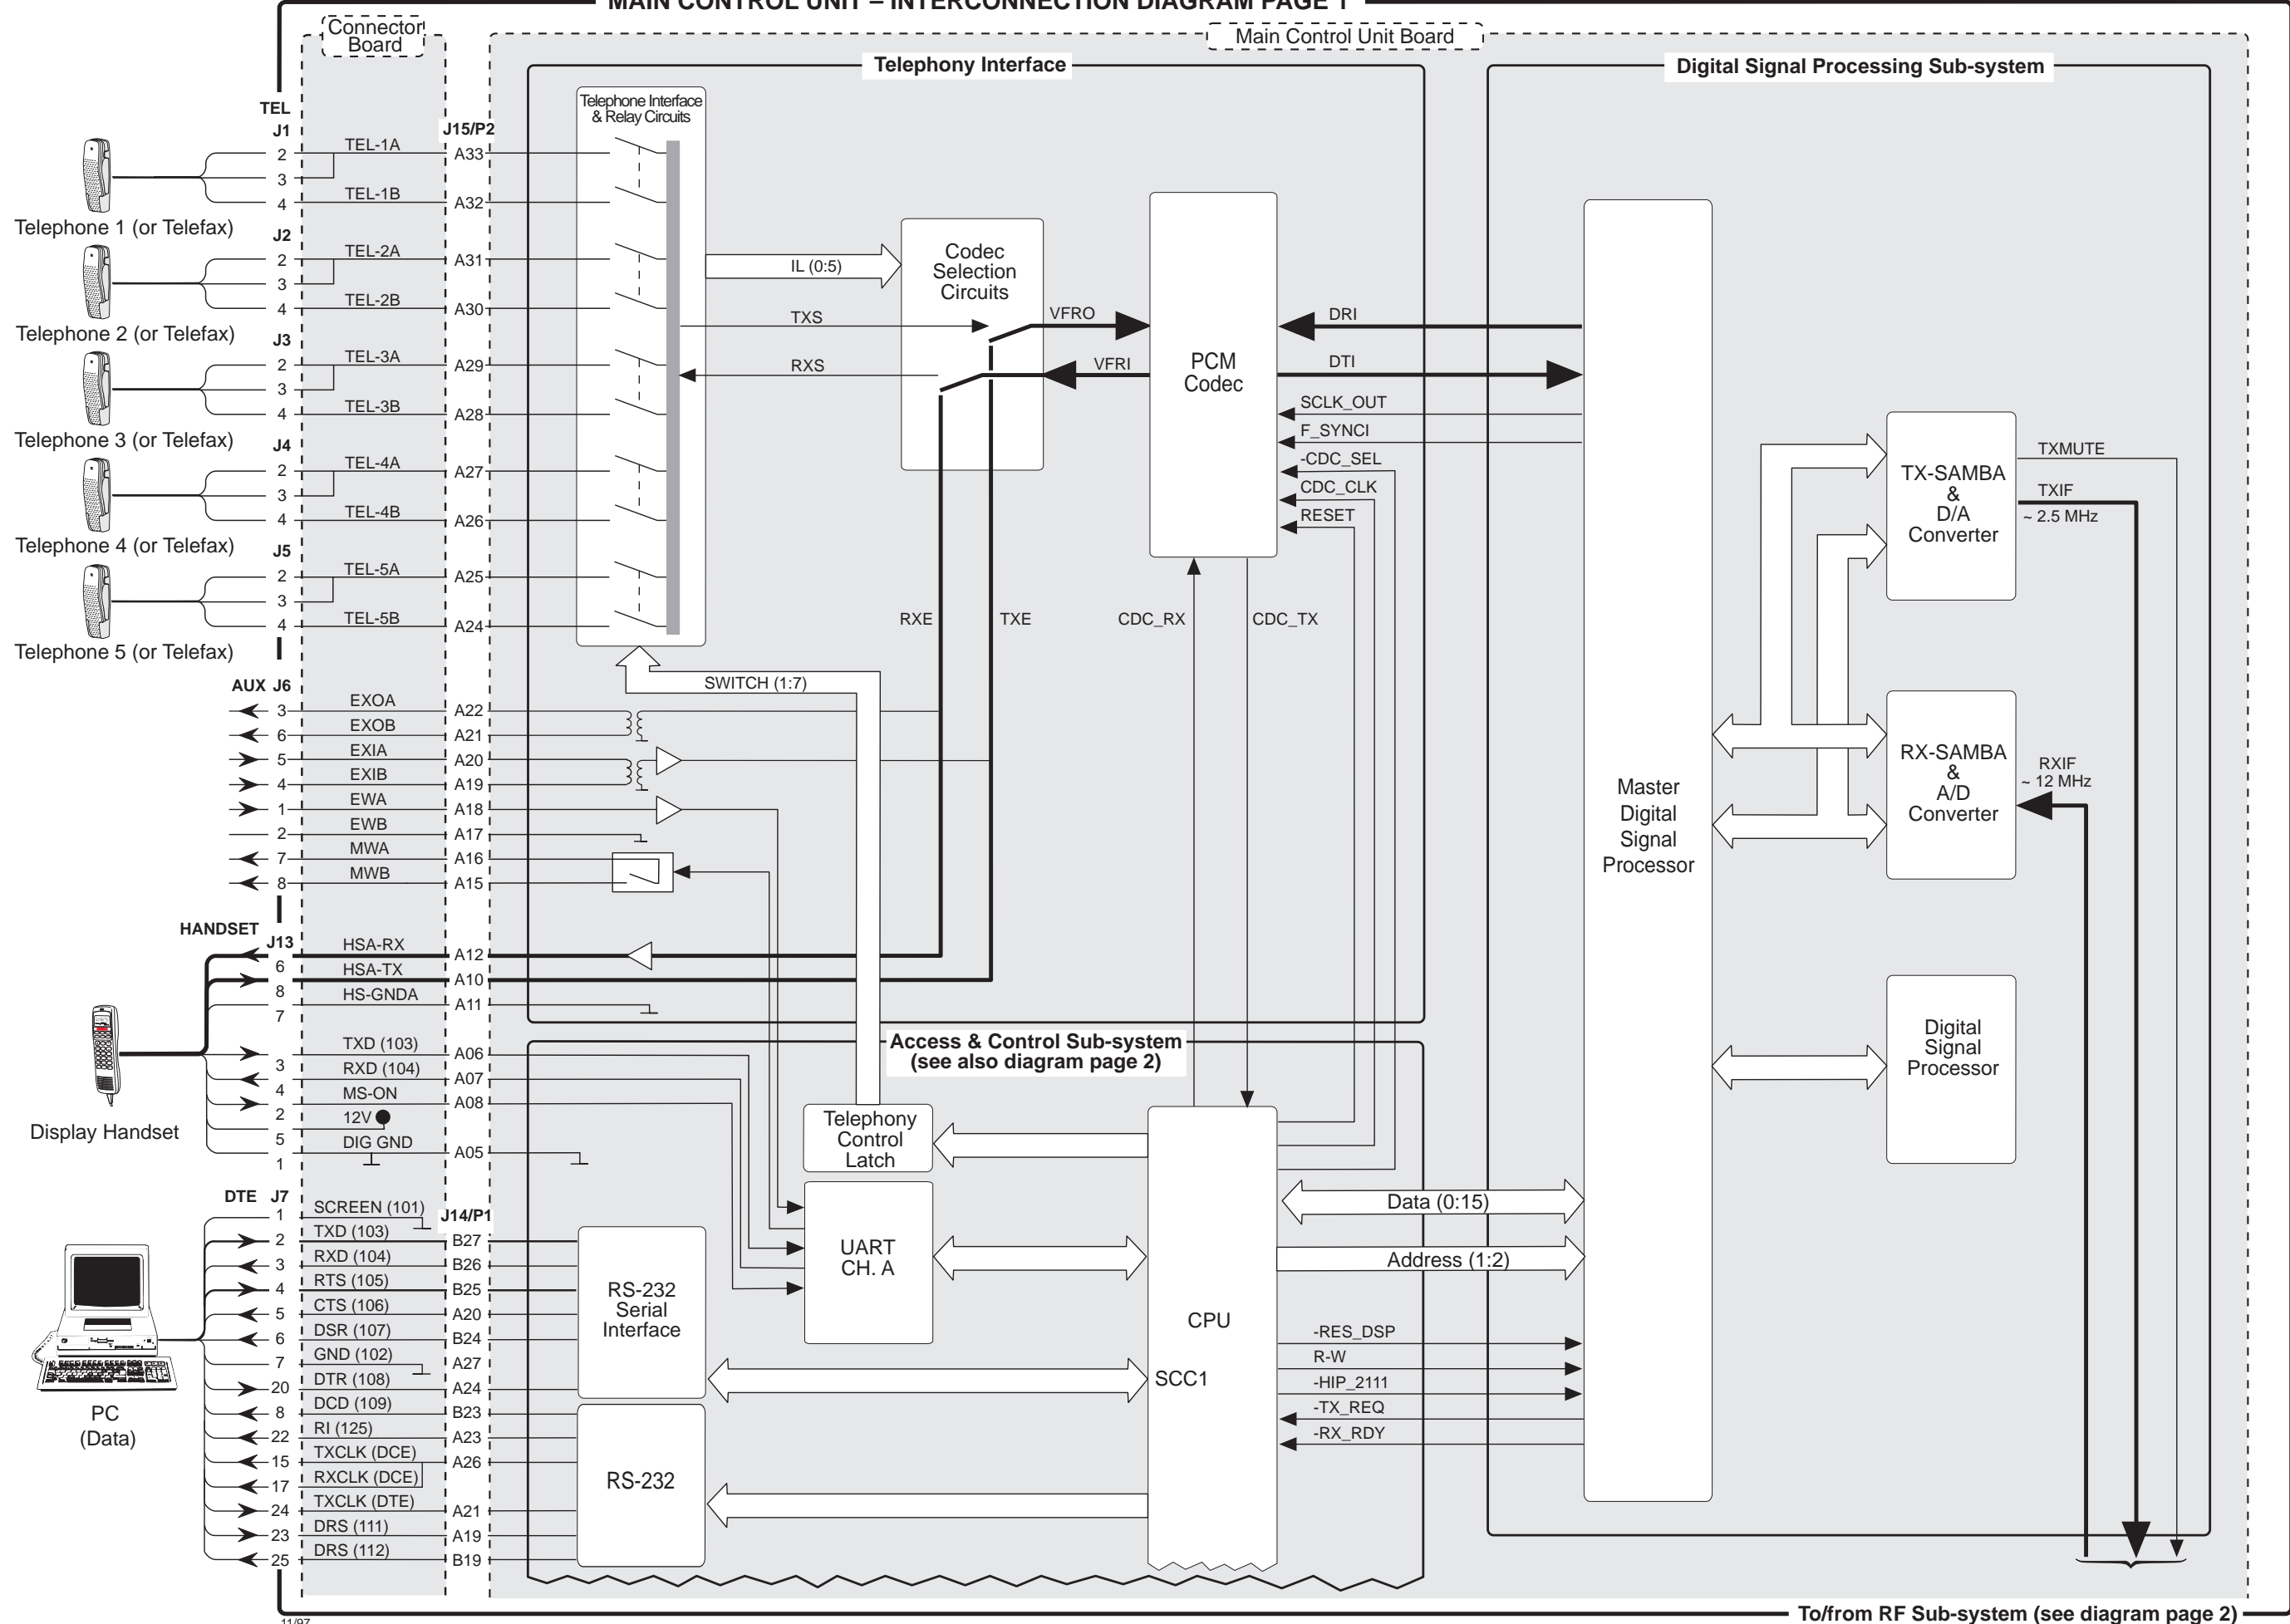 MAIN CONTROL UNIT – INTERCONNECTION DIAGRAM PAGE 1
Connector
Board
Main Control Unit Board
Telephony Interface
Digital Signal Processing Sub-system
TEL
J1
J15/P2
Telephone Interface
& Relay Circuits
2 TEL-1A A33
3
4 TEL-1B A32
Telephone 1 (or Telefax)
J2
2 TEL-2A A31
3
4 TEL-2B A30
Telephone 2 (or Telefax)
J3
2 TEL-3A A29
3
4 TEL-3B A28
Telephone 3 (or Telefax)
J4
2 TEL-4A A27
3
4 TEL-4B A26
Telephone 4 (or Telefax)
J5
2 TEL-5A A25
3
4 TEL-5B A24
Telephone 5 (or Telefax)
IL (0:5)
TXS
RXS
Codec
Selection
Circuits
VFRO
VFRI
PCM
Codec
DRI
DTI
SCLK_OUT
F_SYNCI
-CDC_SEL
CDC_CLK
RESET
RXE
TXE
CDC_RX
CDC_TX
SWITCH (1:7)
TX-SAMBA
&
D/A
Converter
TXMUTE
TXIF
~ 2.5 MHz
RX-SAMBA
&
A/D
Converter
RXIF
~ 12 MHz
Master
Digital
Signal
Processor
Digital
Signal
Processor
AUX J6
3 EXOA A22
6 EXOB A21
5 EXIA A20
4 EXIB A19
1 EWA A18
2 EWB A17
7 MWA A16
8 MWB A15
HANDSET
J13
6 HSA-RX A12
8 HSA-TX A10
7 HS-GNDA A11
3 TXD (103) A06
4 RXD (104) A07
2 MS-ON A08
5 12V
1 DIG GND A05
Display Handset
Access & Control Sub-system
(see also diagram page 2)
Telephony
Control
Latch
UART
CH. A
CPU
SCC1
Data (0:15)
Address (1:2)
-RES_DSP
R-W
-HIP_2111
-TX_REQ
-RX_RDY
DTE J7
J14/P1
1 SCREEN (101)
2 TXD (103) B27
3 RXD (104) B26
4 RTS (105) B25
5 CTS (106) A20
6 DSR (107) B24
7 GND (102) A27
20 DTR (108) A24
8 DCD (109) B23
22 RI (125) A23
15 TXCLK (DCE) A26
17 RXCLK (DCE)
24 TXCLK (DTE) A21
23 DRS (111) A19
25 DRS (112) B19
PC
(Data)
RS-232
Serial
Interface
RS-232
11/97
To/from RF Sub-system (see diagram page 2)